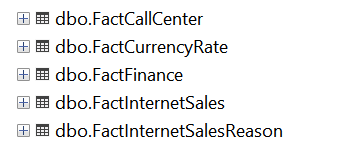 dbo.FactCallCenter
dbo.FactCurrencyRate
dbo.FactFinance
dbo.FactInternetSales
dbo.FactInternetSalesReason